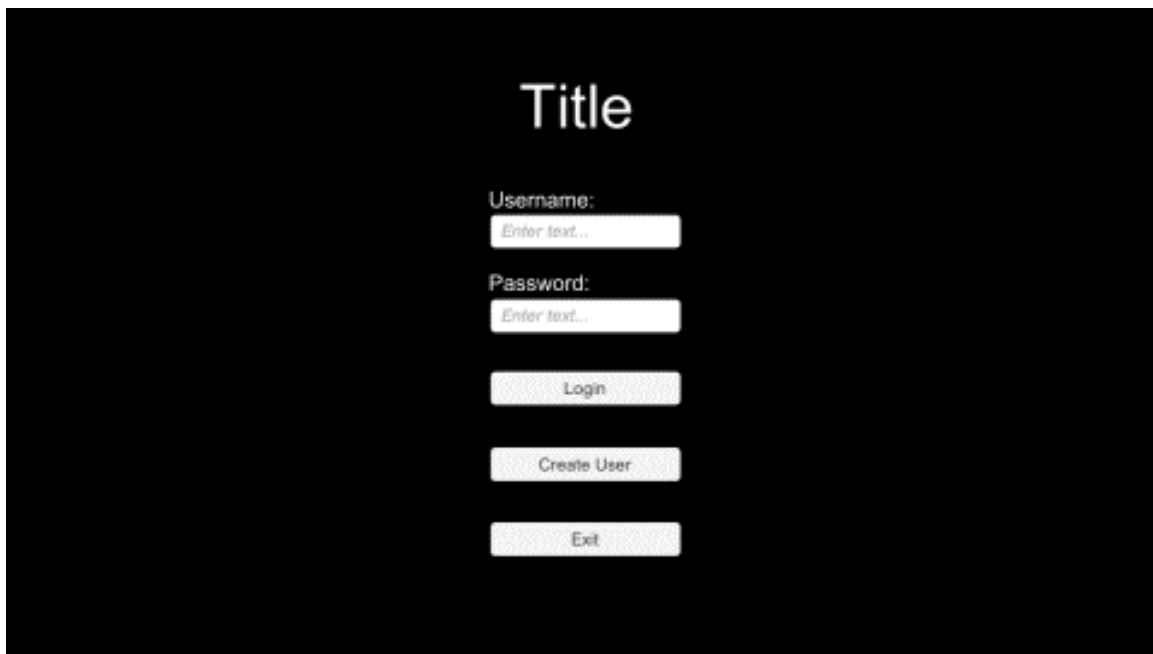 Title
Username:
Enter text...
Password:
Enter text...
Login
Create User
Exit